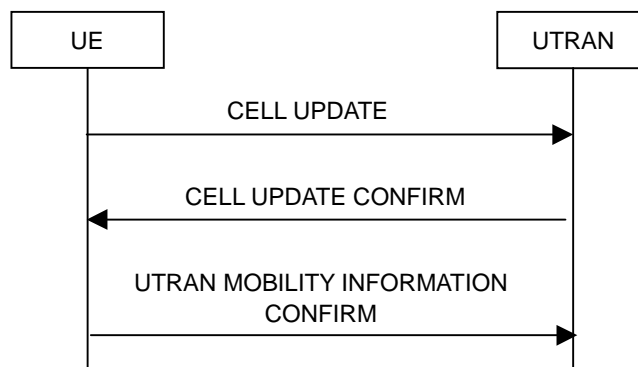 UE
UTRAN
CELL UPDATE
CELL UPDATE CONFIRM
UTRAN MOBILITY INFORMATION
CONFIRM